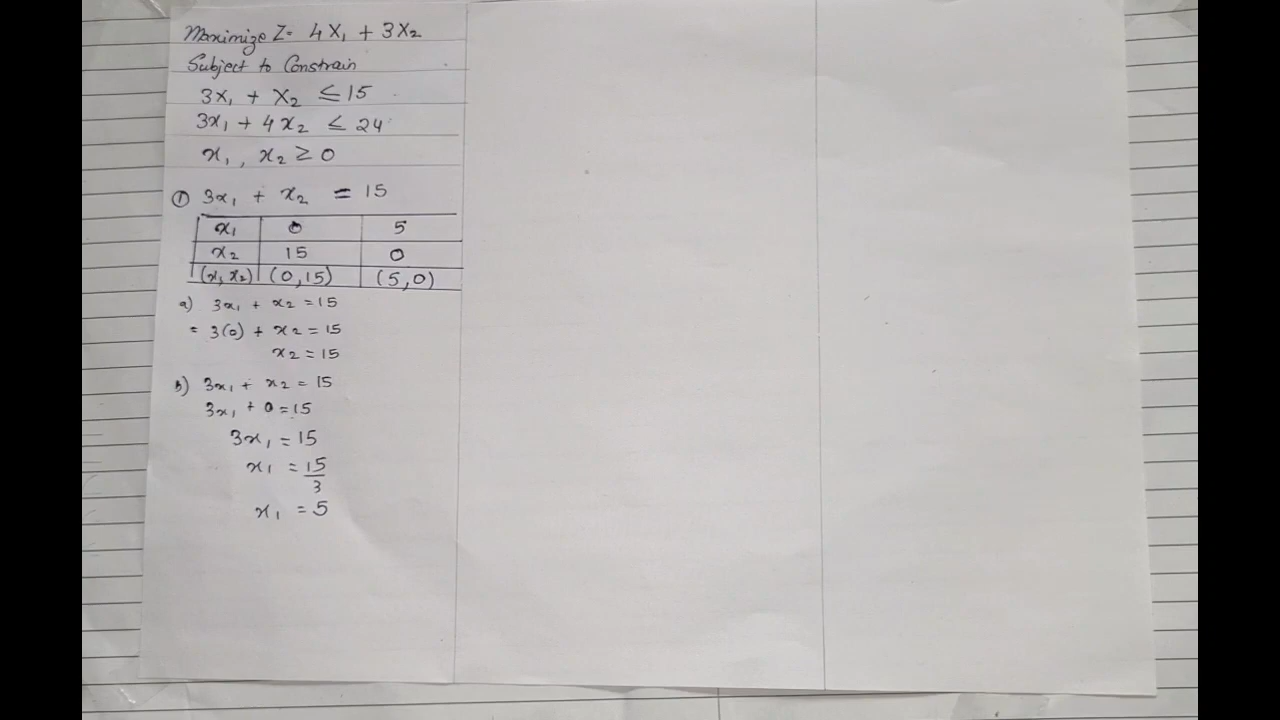 Maximize Z= 4X₁ + 3X₂
Subject to Constrain
3X₁ + X₂ ≤ 15
3x₁ + 4x₂ ≤ 24
x₁, x₂ ≥ 0
① 3x₁ + x₂ = 15
x₁ 0 5
x₂ 15 0
(x₁ x₂) (0,15) (5,0)
a) 3x₁ + x₂ = 15
= 3(0) + x₂ = 15
x₂ = 15
b) 3x₁ + x₂ = 15
3x₁ + 0 = 15
3x₁ = 15
x₁ = 15
3
x₁ = 5